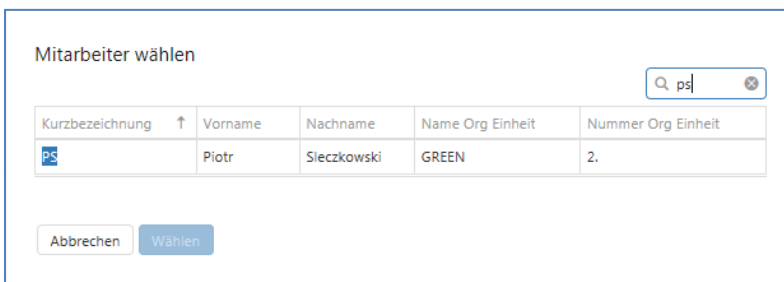 Mitarbeiter wählen
ps
Kurzbezeichnung ↑ Vorname Nachname Name Org Einheit Nummer Org Einheit
PS Piotr Sleczkowski GREEN 2.
Abbrechen Wählen